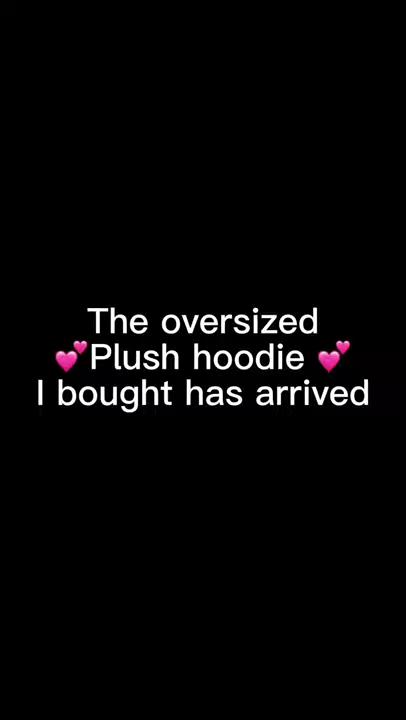 The oversized
💕Plush hoodie 💕
I bought has arrived